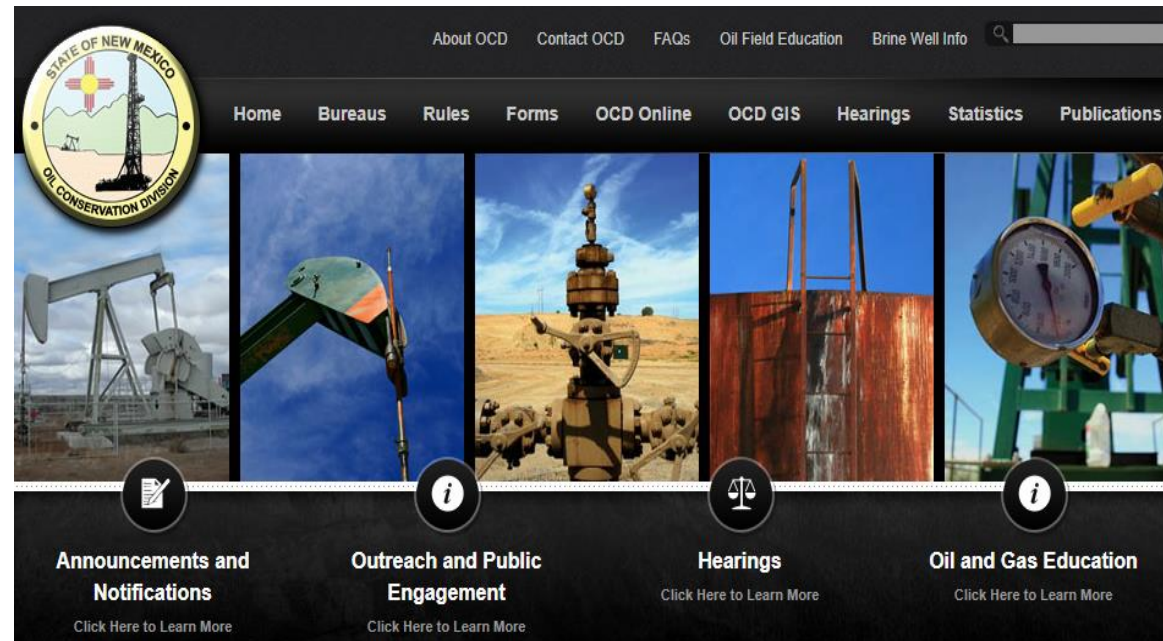 STATE OF NEW MEXICO
OIL CONSERVATION DIVISION
About OCD Contact OCD FAQs Oil Field Education Brine Well Info
Home Bureaus Rules Forms OCD Online OCD GIS Hearings Statistics Publications
Announcements and Notifications
Click Here to Learn More
Outreach and Public Engagement
Click Here to Learn More
Hearings
Click Here to Learn More
Oil and Gas Education
Click Here to Learn More